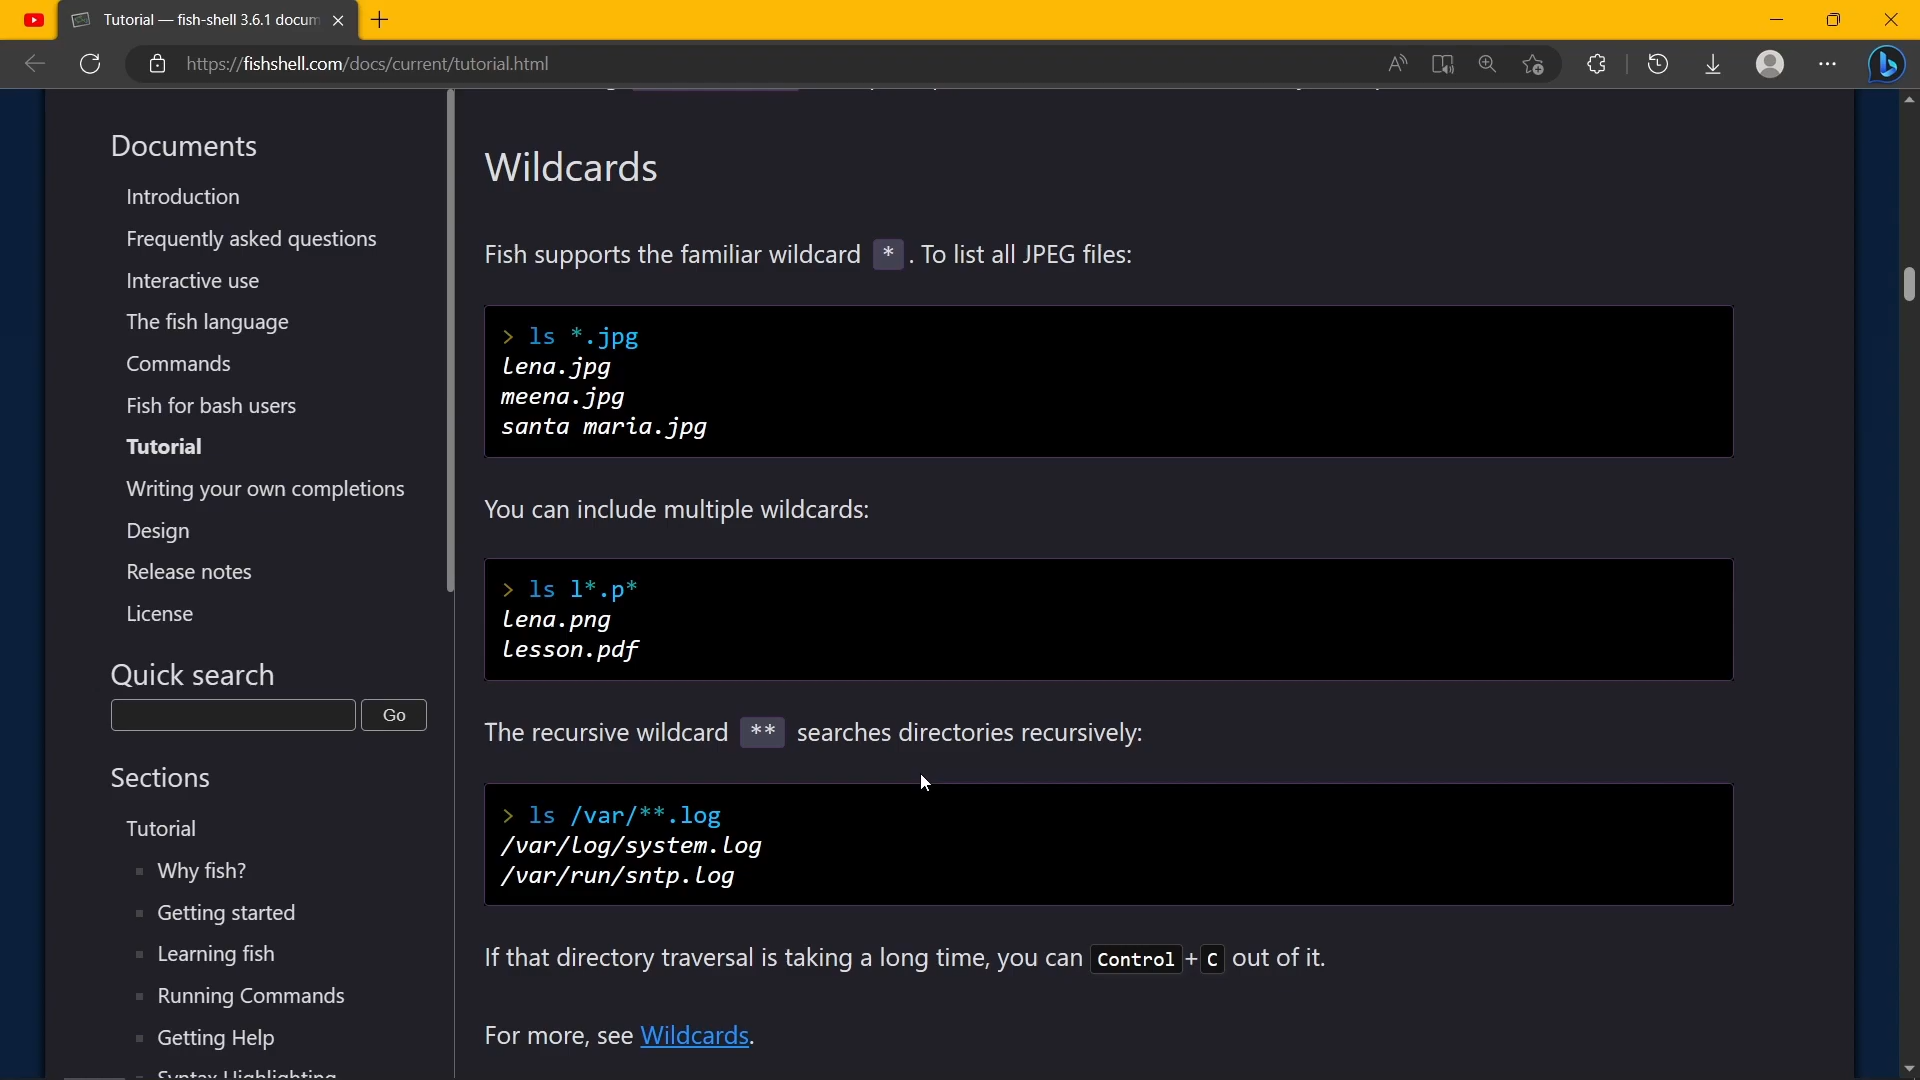 Tutorial — fish-shell 3.6.1 docum
https://fishshell.com/docs/current/tutorial.html
Documents
Introduction
Frequently asked questions
Interactive use
The fish language
Commands
Fish for bash users
Tutorial
Writing your own completions
Design
Release notes
License
Quick search
Go
Sections
Tutorial
Why fish?
Getting started
Learning fish
Running Commands
Getting Help
Syntax Highlighting
Wildcards
Fish supports the familiar wildcard * . To list all JPEG files:
> ls *.jpg
lena.jpg
meena.jpg
santa maria.jpg
You can include multiple wildcards:
> ls l*.p*
lena.png
lesson.pdf
The recursive wildcard ** searches directories recursively:
> ls /var/**.log
/var/log/system.log
/var/run/sntp.log
If that directory traversal is taking a long time, you can Control+C out of it.
For more, see Wildcards.